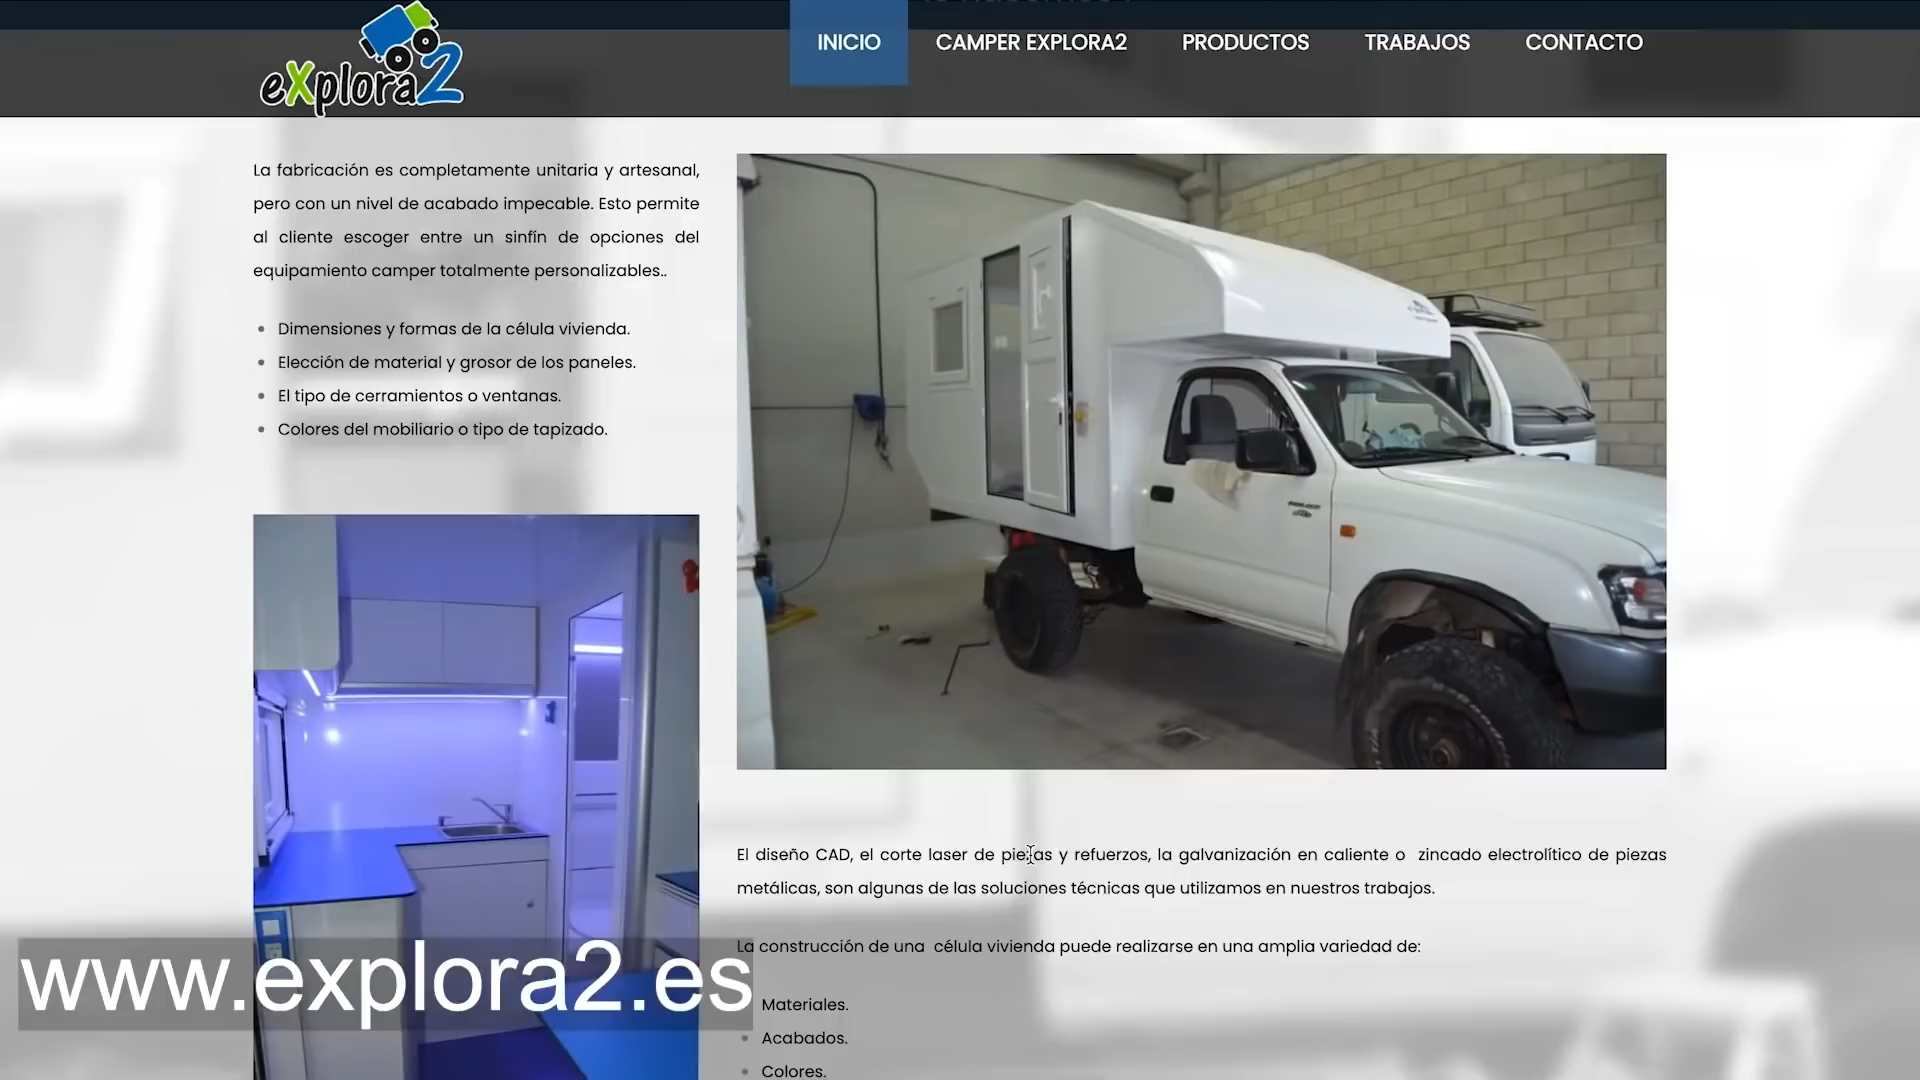 eXplora2
INICIO
CAMPER EXPLORA2
PRODUCTOS
TRABAJOS
CONTACTO
La fabricación es completamente unitaria y artesanal,
pero con un nivel de acabado impecable. Esto permite
al cliente escoger entre un sinfín de opciones del
equipamiento camper totalmente personalizables..
Dimensiones y formas de la célula vivienda.
Elección de material y grosor de los paneles.
El tipo de cerramientos o ventanas.
Colores del mobiliario o tipo de tapizado.
El diseño CAD, el corte laser de piezas y refuerzos, la galvanización en caliente o zincado electrolítico de piezas
metálicas, son algunas de las soluciones técnicas que utilizamos en nuestros trabajos.
La construcción de una célula vivienda puede realizarse en una amplia variedad de:
Materiales.
Acabados.
Colores.
www.explora2.es